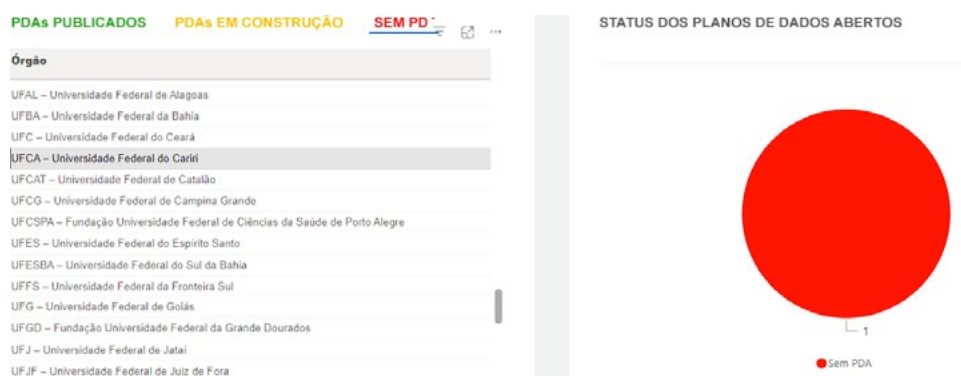 PDAs PUBLICADOS PDAs EM CONSTRUÇÃO SEM PD
Órgão
UFAL – Universidade Federal de Alagoas
UFBA – Universidade Federal da Bahia
UFC – Universidade Federal do Ceará
UFCA – Universidade Federal do Cariri
UFCAT – Universidade Federal de Catalão
UFCG – Universidade Federal de Campina Grande
UFCSPA – Fundação Universidade Federal de Ciências da Saúde de Porto Alegre
UFES – Universidade Federal do Espírito Santo
UFESBA – Universidade Federal do Sul da Bahia
UFFS – Universidade Federal da Fronteira Sul
UFG – Universidade Federal de Goiás
UFGD – Fundação Universidade Federal da Grande Dourados
UFJ – Universidade Federal de Jataí
UFJF – Universidade Federal de Juiz de Fora
STATUS DOS PLANOS DE DADOS ABERTOS
1
Sem PDA